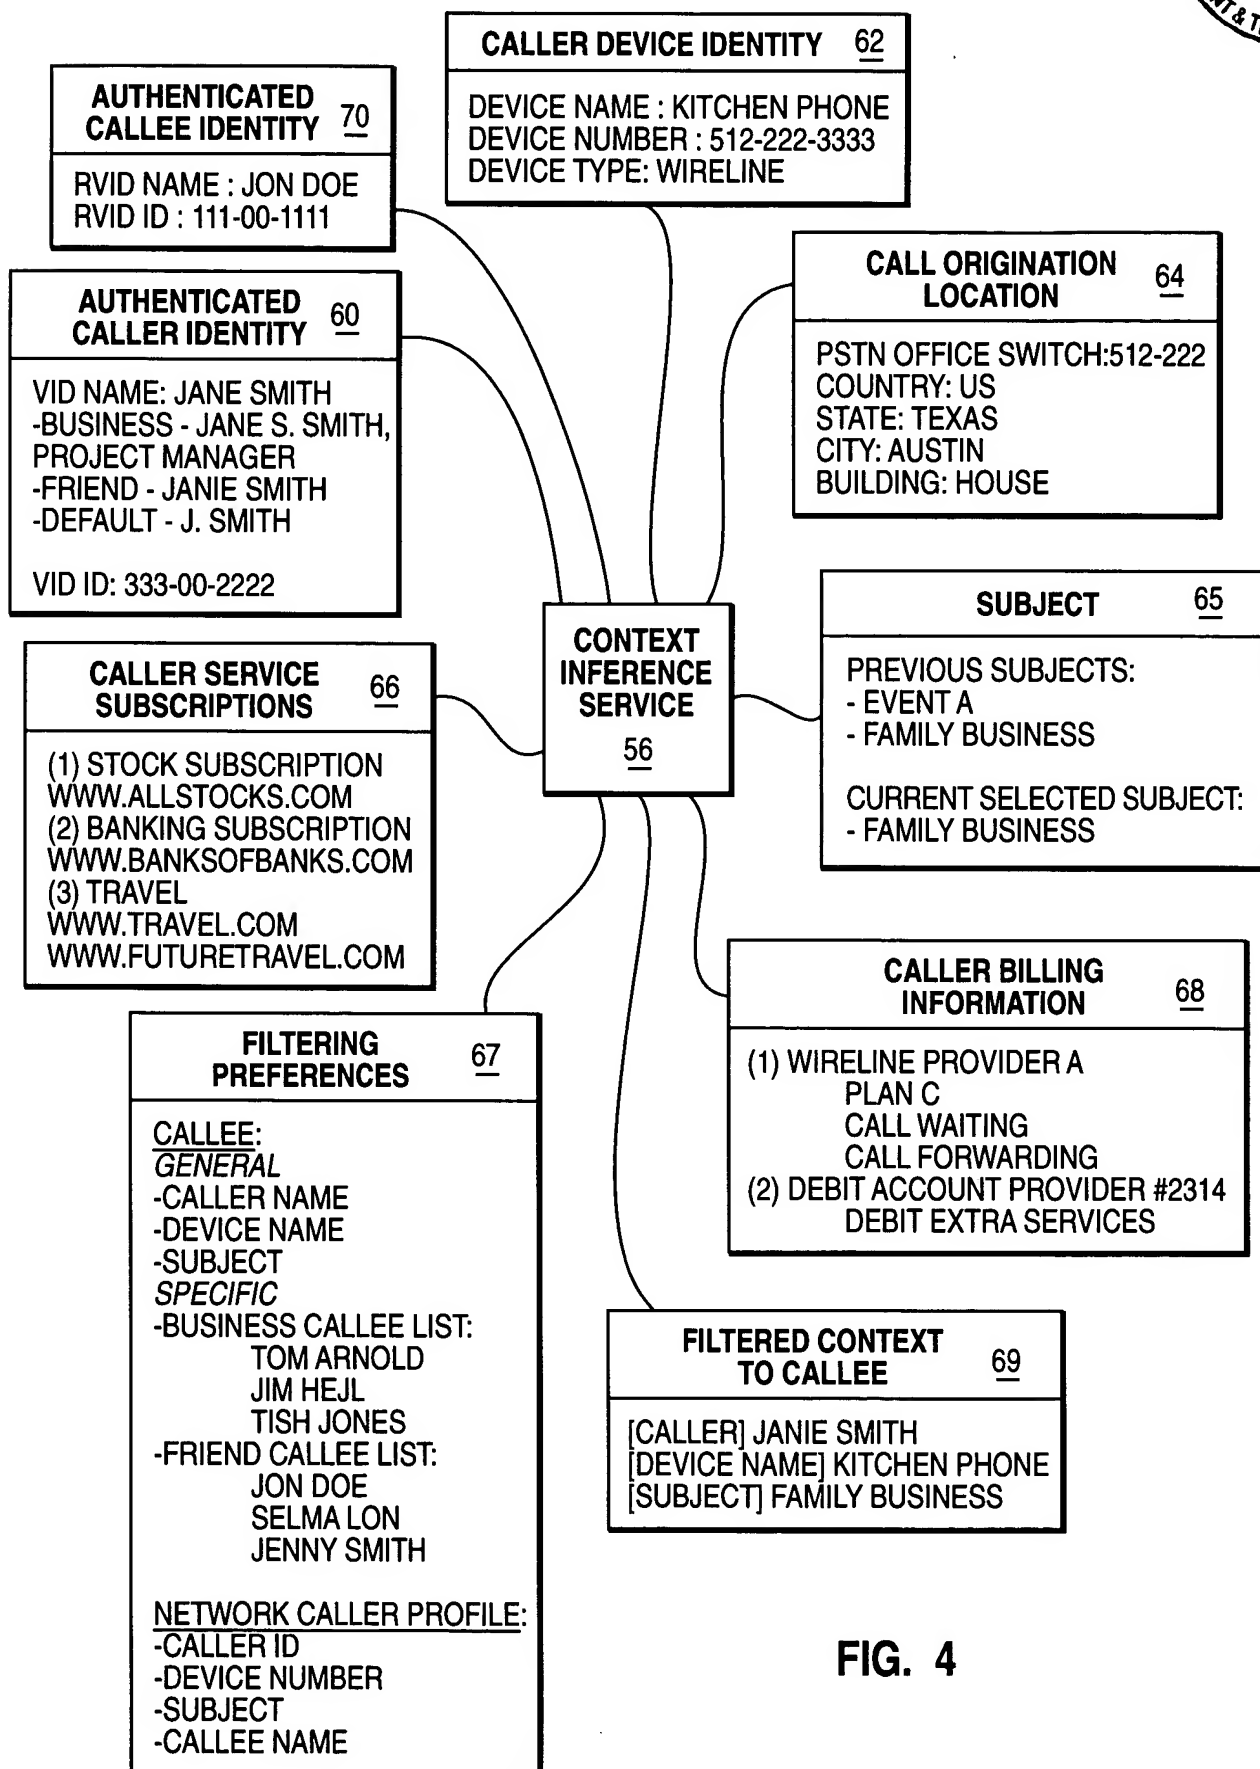 NT & T
CALLER DEVICE IDENTITY 62
DEVICE NAME : KITCHEN PHONE
DEVICE NUMBER : 512-222-3333
DEVICE TYPE: WIRELINE
AUTHENTICATED
CALLEE IDENTITY 70
RVID NAME : JON DOE
RVID ID : 111-00-1111
AUTHENTICATED
CALLER IDENTITY 60
VID NAME: JANE SMITH
-BUSINESS - JANE S. SMITH,
PROJECT MANAGER
-FRIEND - JANIE SMITH
-DEFAULT - J. SMITH
VID ID: 333-00-2222
CALL ORIGINATION
LOCATION 64
PSTN OFFICE SWITCH:512-222
COUNTRY: US
STATE: TEXAS
CITY: AUSTIN
BUILDING: HOUSE
CONTEXT
INFERENCE
SERVICE
56
SUBJECT 65
PREVIOUS SUBJECTS:
- EVENT A
- FAMILY BUSINESS
CURRENT SELECTED SUBJECT:
- FAMILY BUSINESS
CALLER SERVICE
SUBSCRIPTIONS 66
(1) STOCK SUBSCRIPTION
WWW.ALLSTOCKS.COM
(2) BANKING SUBSCRIPTION
WWW.BANKSOFBANKS.COM
(3) TRAVEL
WWW.TRAVEL.COM
WWW.FUTURETRAVEL.COM
CALLER BILLING
INFORMATION 68
(1) WIRELINE PROVIDER A
PLAN C
CALL WAITING
CALL FORWARDING
(2) DEBIT ACCOUNT PROVIDER #2314
DEBIT EXTRA SERVICES
FILTERING
PREFERENCES 67
CALLEE:
GENERAL
-CALLER NAME
-DEVICE NAME
-SUBJECT
SPECIFIC
-BUSINESS CALLEE LIST:
TOM ARNOLD
JIM HEJL
TISH JONES
-FRIEND CALLEE LIST:
JON DOE
SELMA LON
JENNY SMITH
NETWORK CALLER PROFILE:
-CALLER ID
-DEVICE NUMBER
-SUBJECT
-CALLEE NAME
FILTERED CONTEXT
TO CALLEE 69
[CALLER] JANIE SMITH
[DEVICE NAME] KITCHEN PHONE
[SUBJECT] FAMILY BUSINESS
FIG. 4